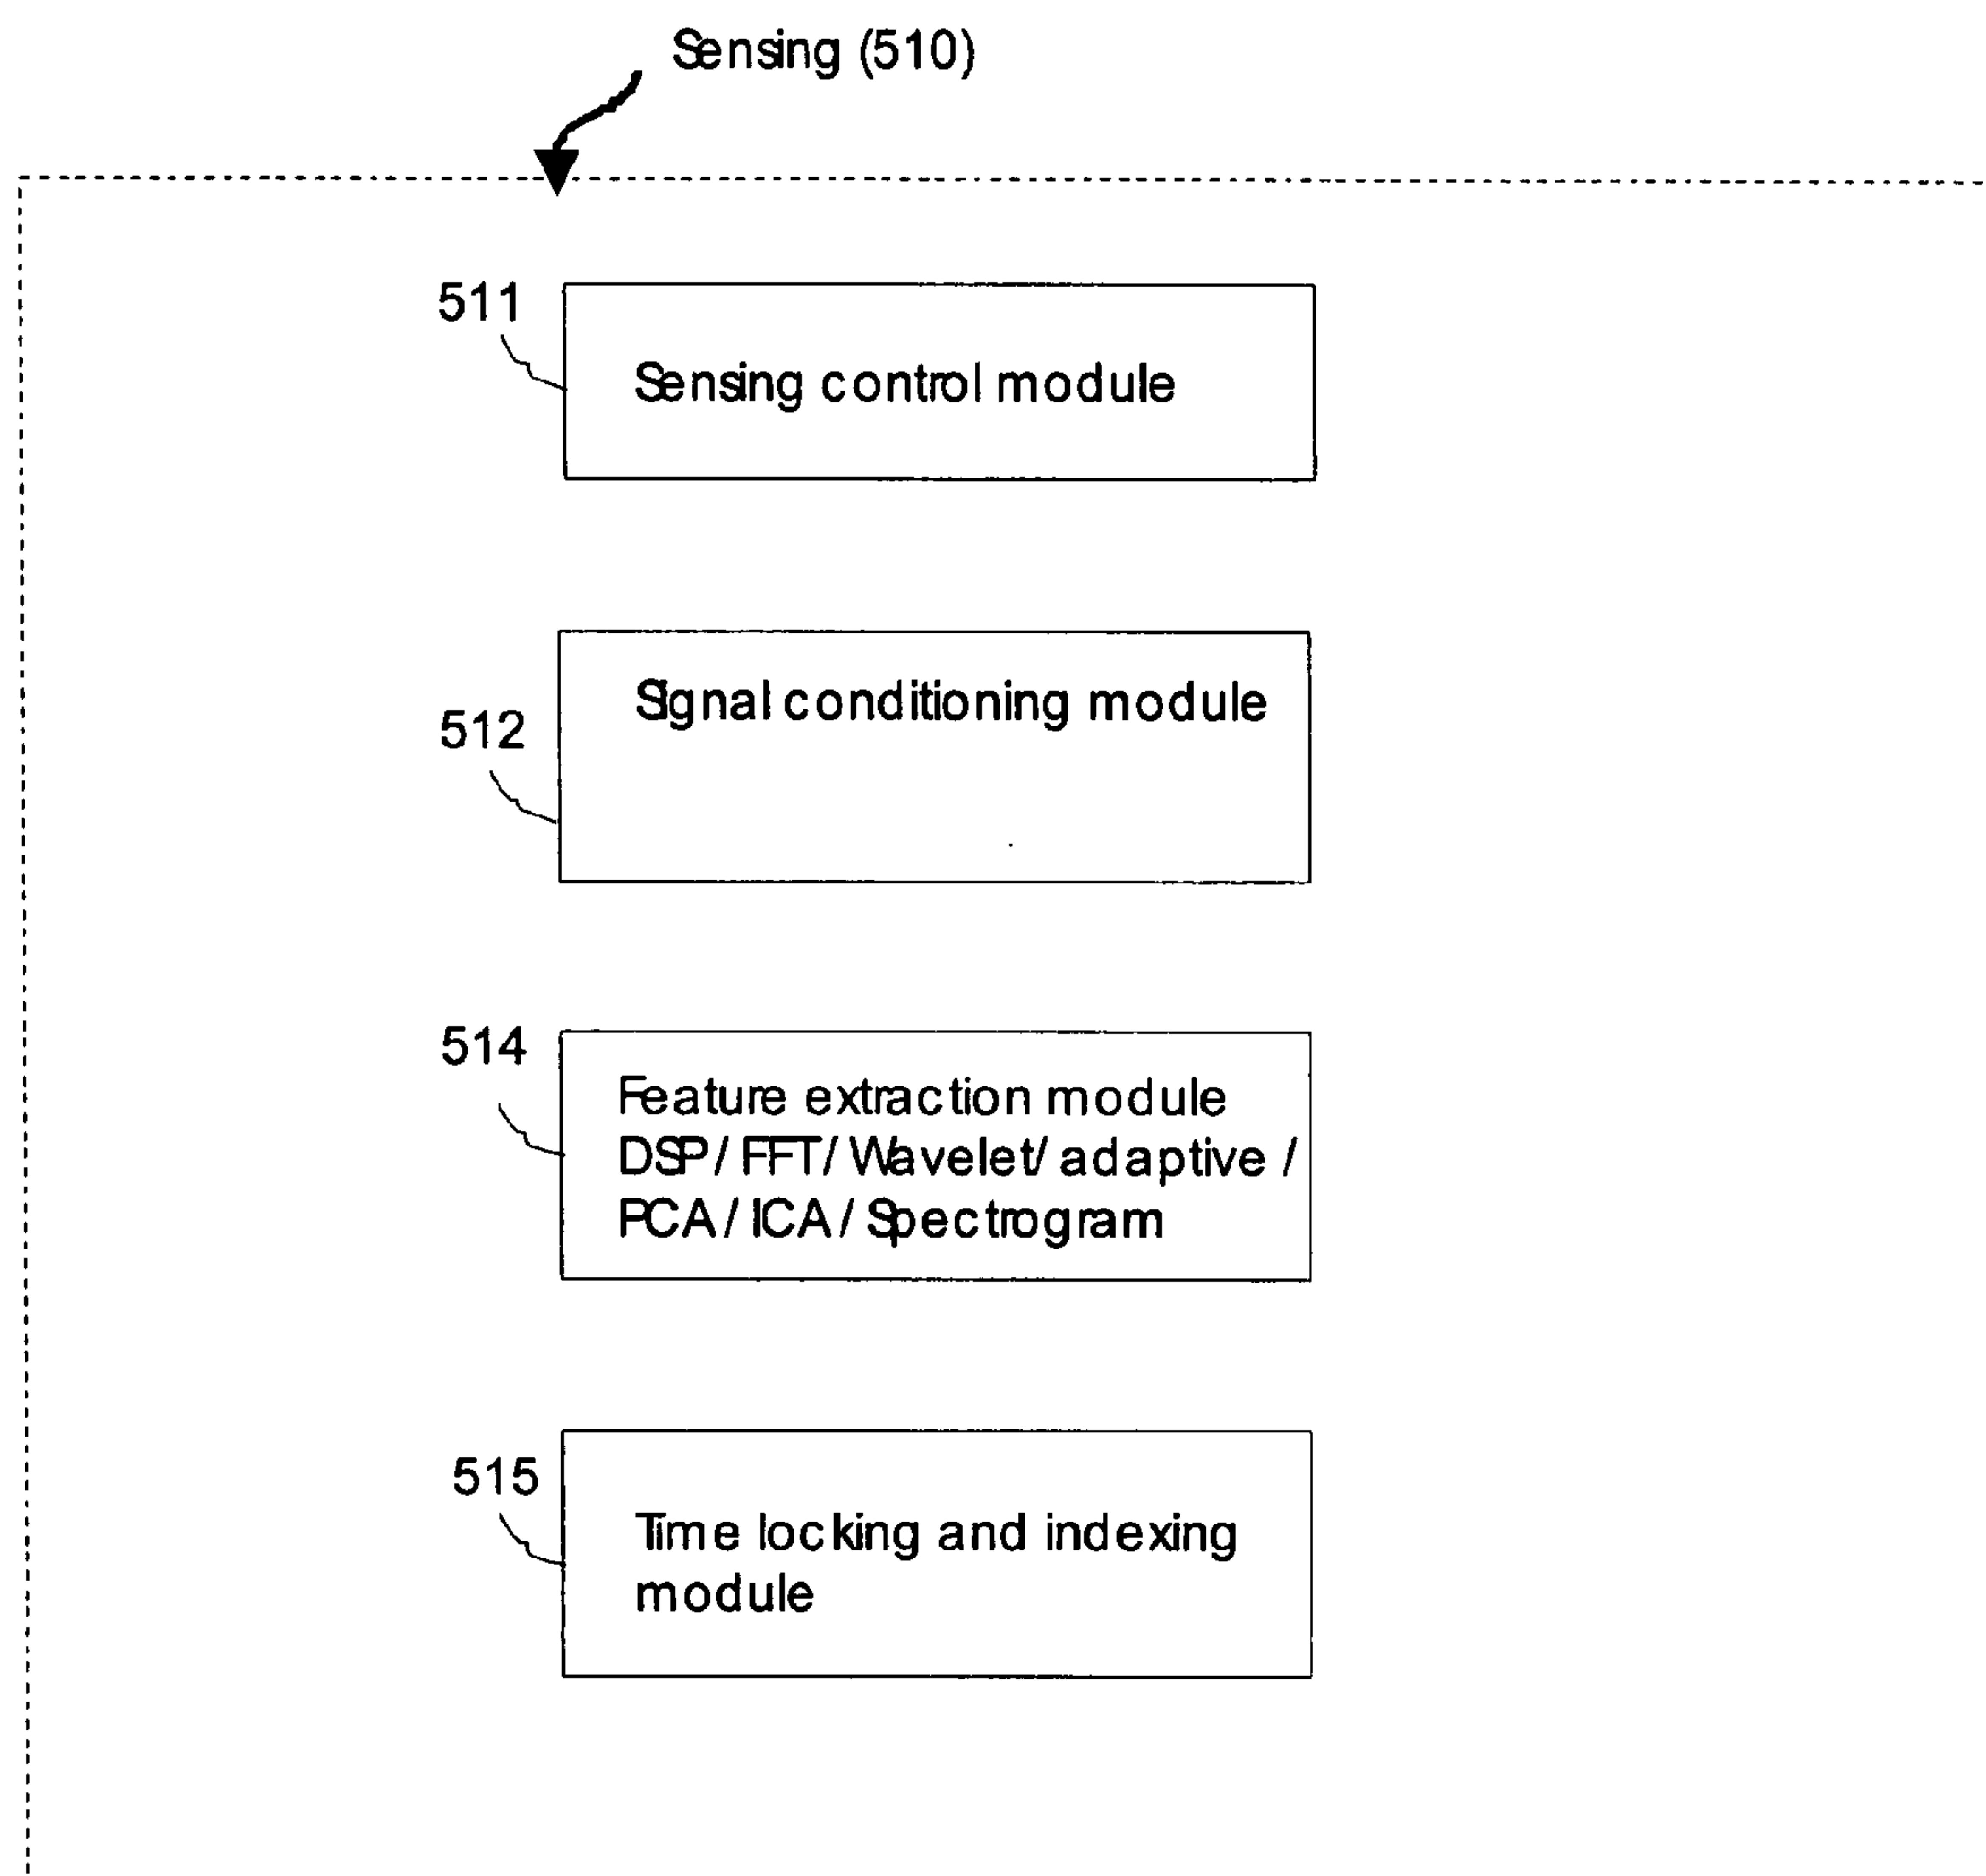 Sensing (510)
511
Sensing control module
Signal conditioning module
512
514
Feature extraction module
DSP / FFT / Wavelet / adaptive /
PCA / ICA / Spectrogram
515
Time locking and indexing
module